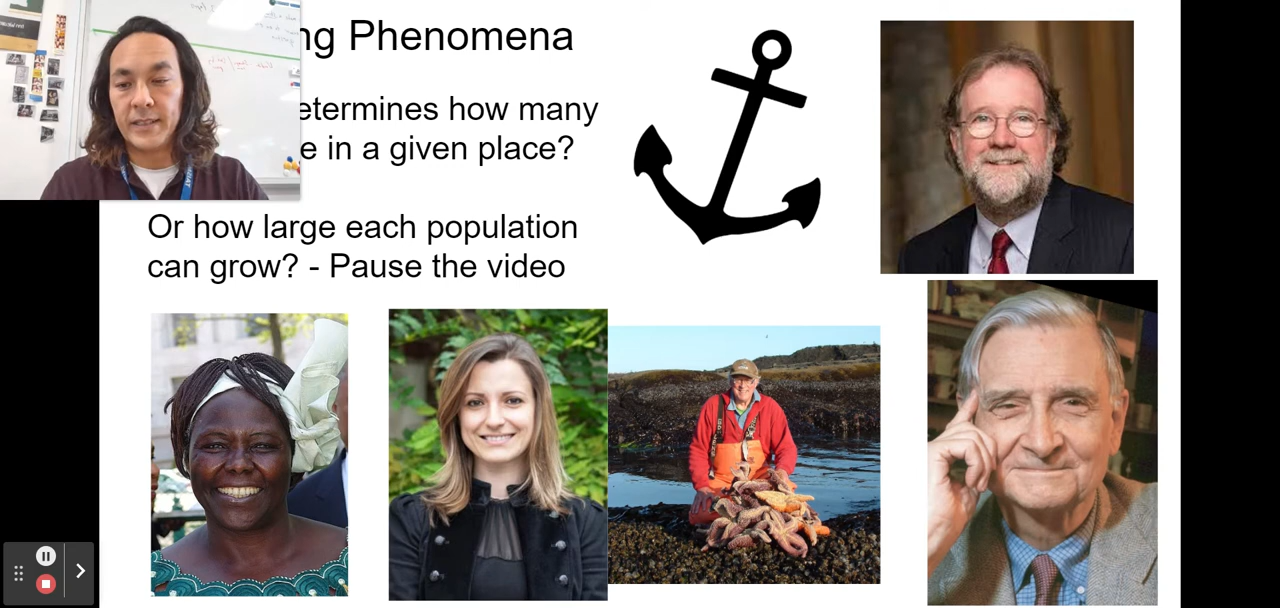 ng Phenomena
etermines how many
e in a given place?
Or how large each population
can grow? - Pause the video